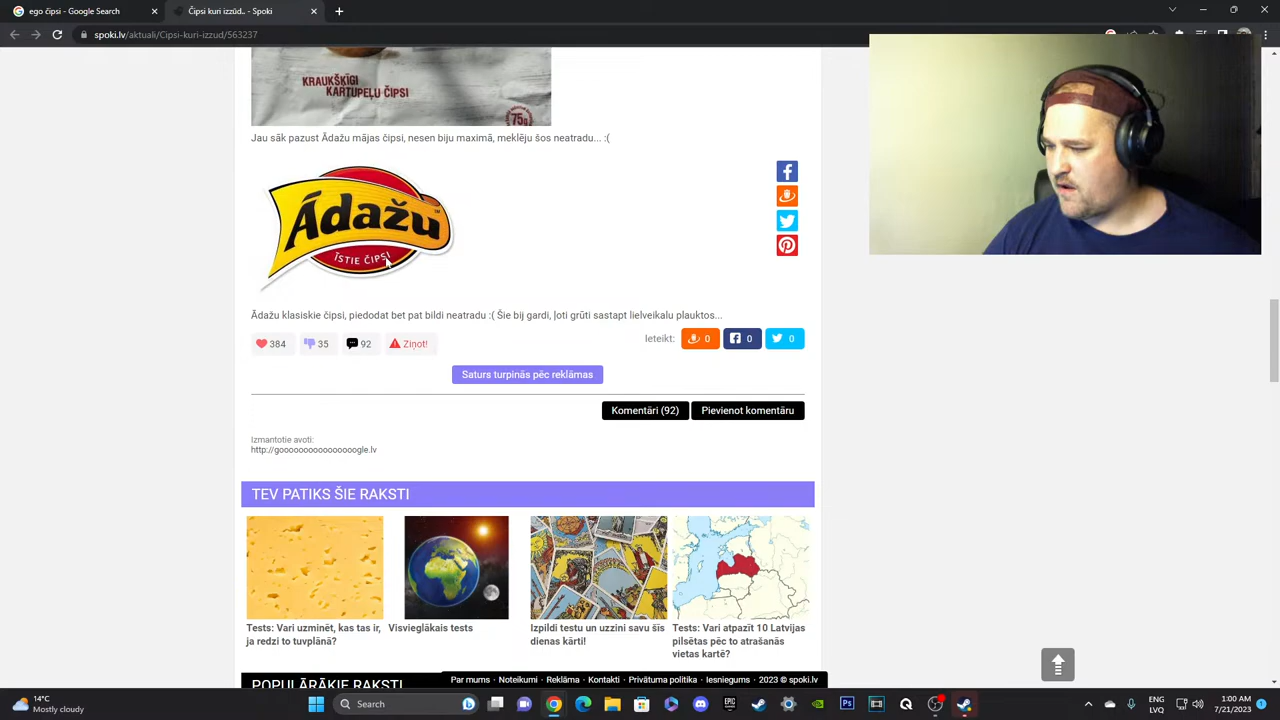 ego čipsi - Google Search
Čipsi kuri izzūd.. - Spoki
spoki.lv/aktuali/Cipsi-kuri-izzud/563237
KRAUKŠĶĪGI
KARTUPEĻU ČIPSI
75g
Jau sāk pazust Ādažu mājas čipsi, nesen biju maximā, meklēju šos neatradu... :(
Ādažu
™
ĪSTIE ČIPSI
Ādažu klasiskie čipsi, piedodat bet pat bildi neatradu :( Šie bij gardi, ļoti grūti sastapt lielveikalu plauktos...
384 35 92 Ziņot!
Ieteikt: 0 0 0
Saturs turpinās pēc reklāmas
Komentāri (92) Pievienot komentāru
Izmantotie avoti:
http://goooooooooooooooogle.lv
TEV PATIKS ŠIE RAKSTI
Tests: Vari uzminēt, kas tas ir,
ja redzi to tuvplānā?
Visvieglākais tests
Izpildi testu un uzzini savu šīs
dienas kārti!
Tests: Vari atpazīt 10 Latvijas
pilsētas pēc to atrašanās
vietas kartē?
POPULĀRĀKIE RAKSTI
Par mums Noteikumi Reklāma Kontakti Privātuma politika Iesniegums 2023 © spoki.lv
14°C
Mostly cloudy
Search
ENG
LVQ
1:00 AM
7/21/2023